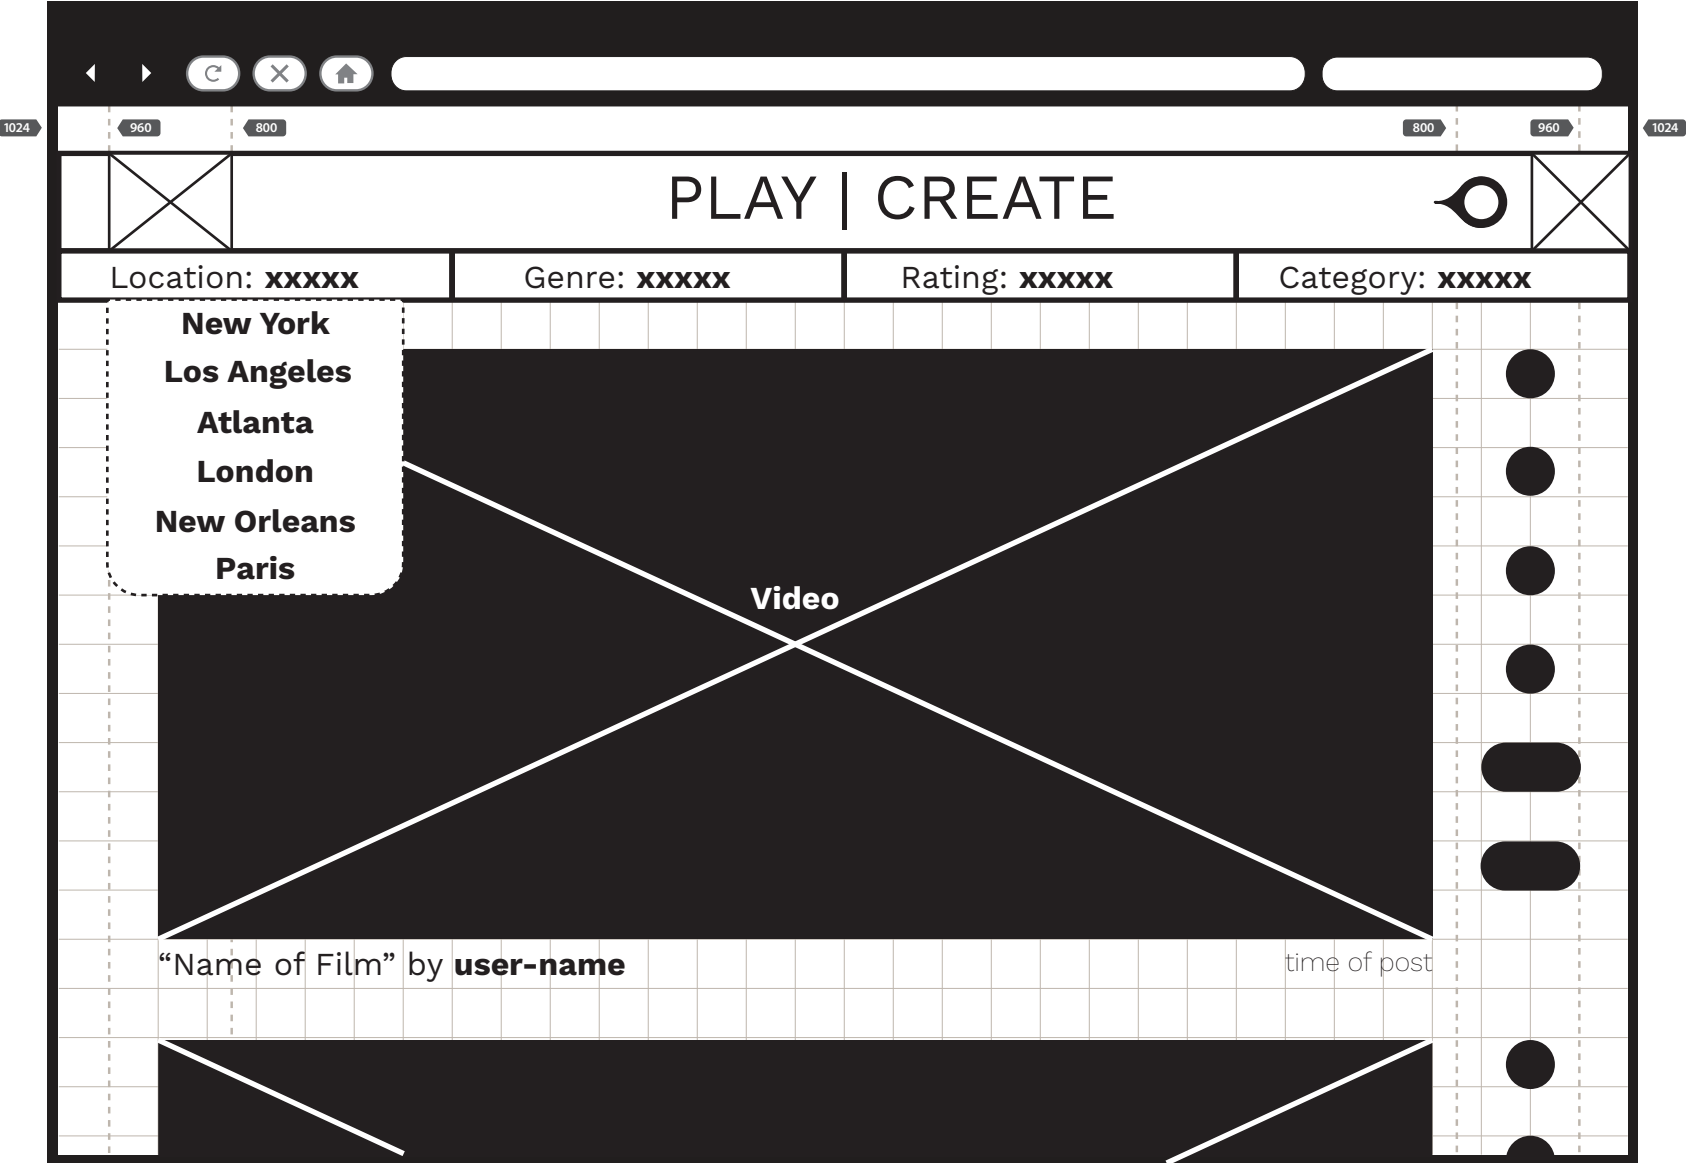 1024 960 800 800 960 1024
PLAY | CREATE
Location: xxxxx Genre: xxxxx Rating: xxxxx Category: xxxxx
New York
Los Angeles
Atlanta
London
New Orleans
Paris
Video
“Name of Film” by user-name time of post